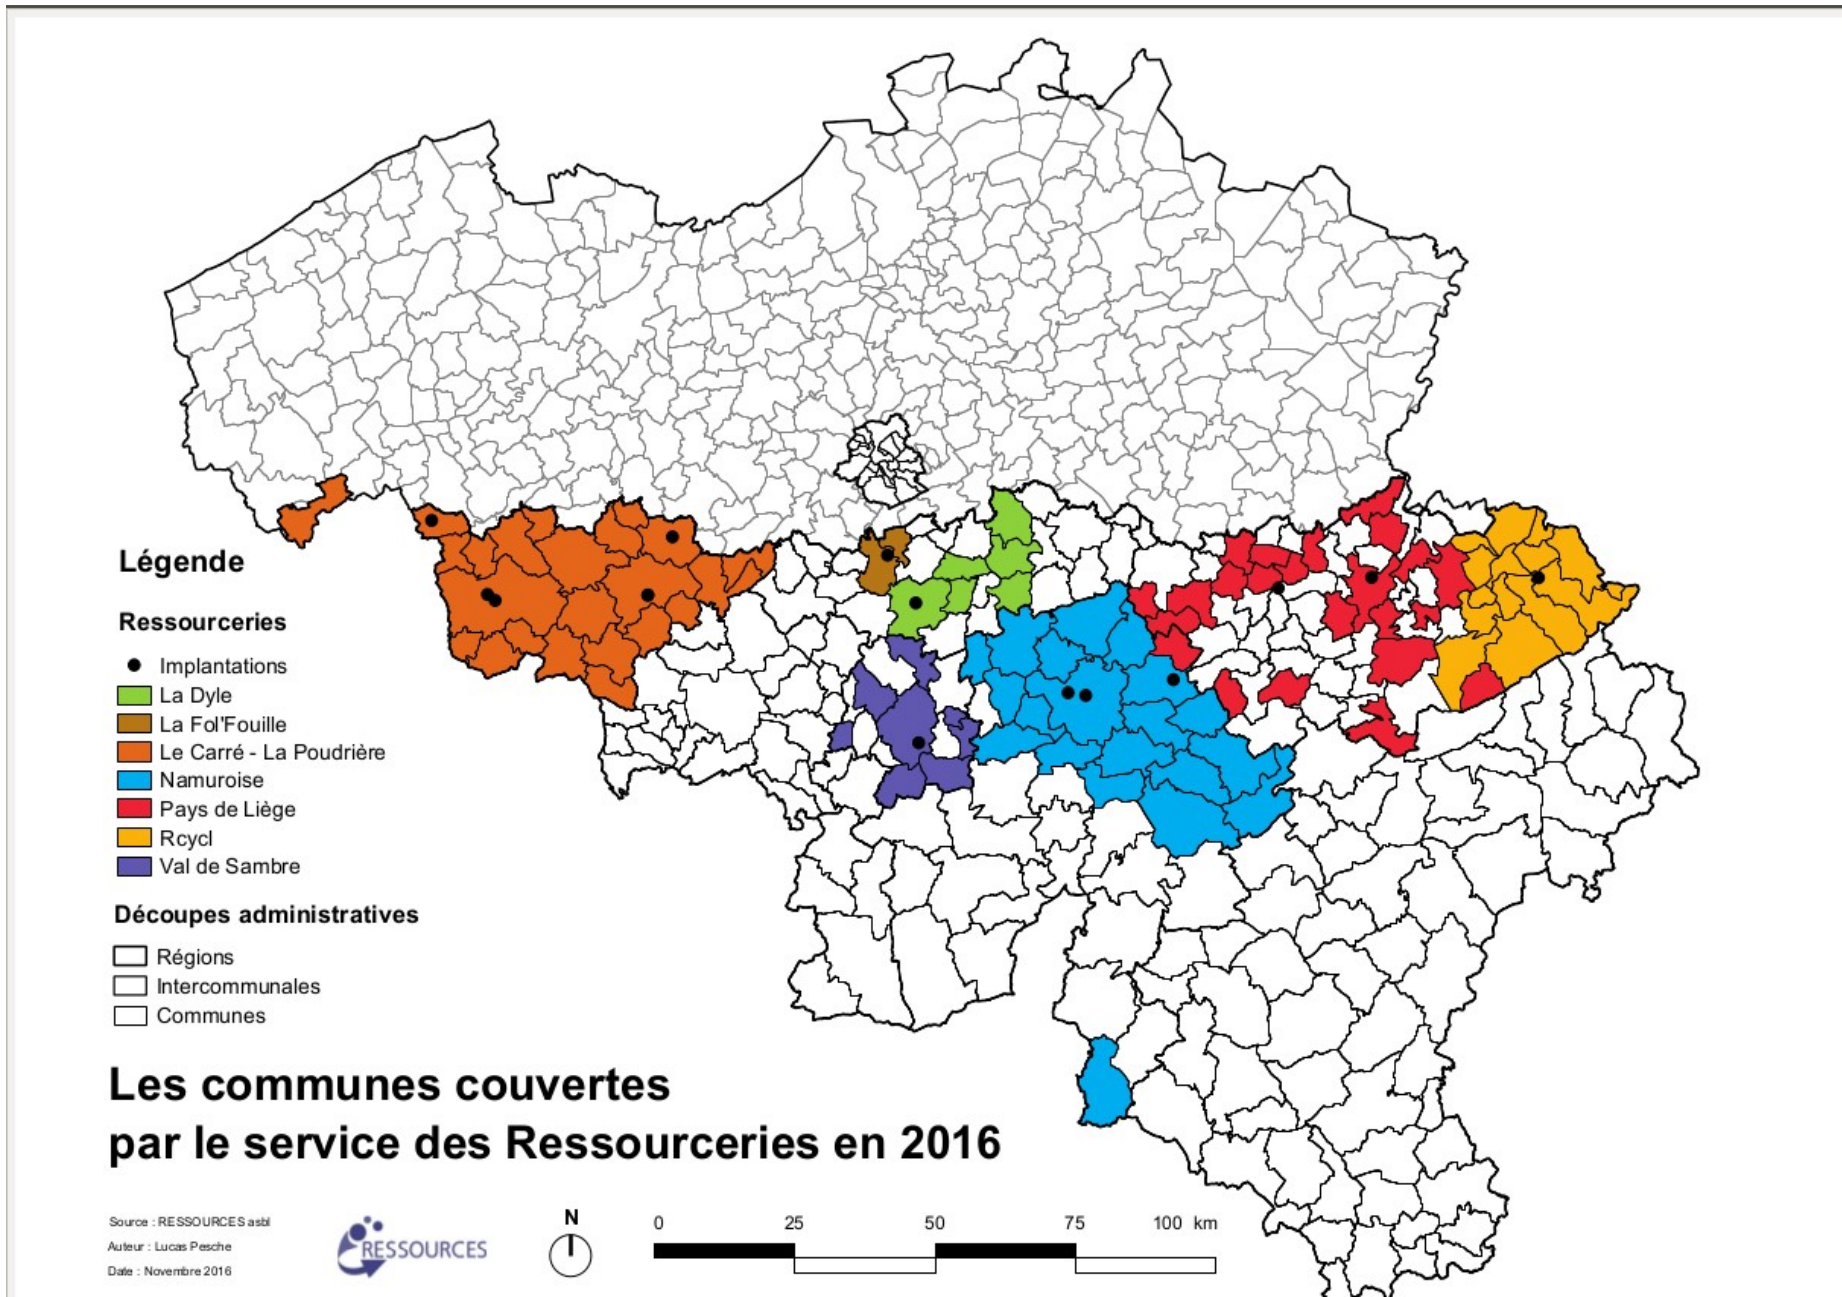 Légende
Ressourceries
Implantations
La Dyle
La Fol'Fouille
Le Carré - La Poudrière
Namuroise
Pays de Liège
Rcycl
Val de Sambre
Découpes administratives
Régions
Intercommunales
Communes
Les communes couvertes
par le service des Ressourceries en 2016
Source : RESSOURCES asbl
Auteur : Lucas Pesche
Date : Novembre 2016
RESSOURCES
N
0 25 50 75 100 km